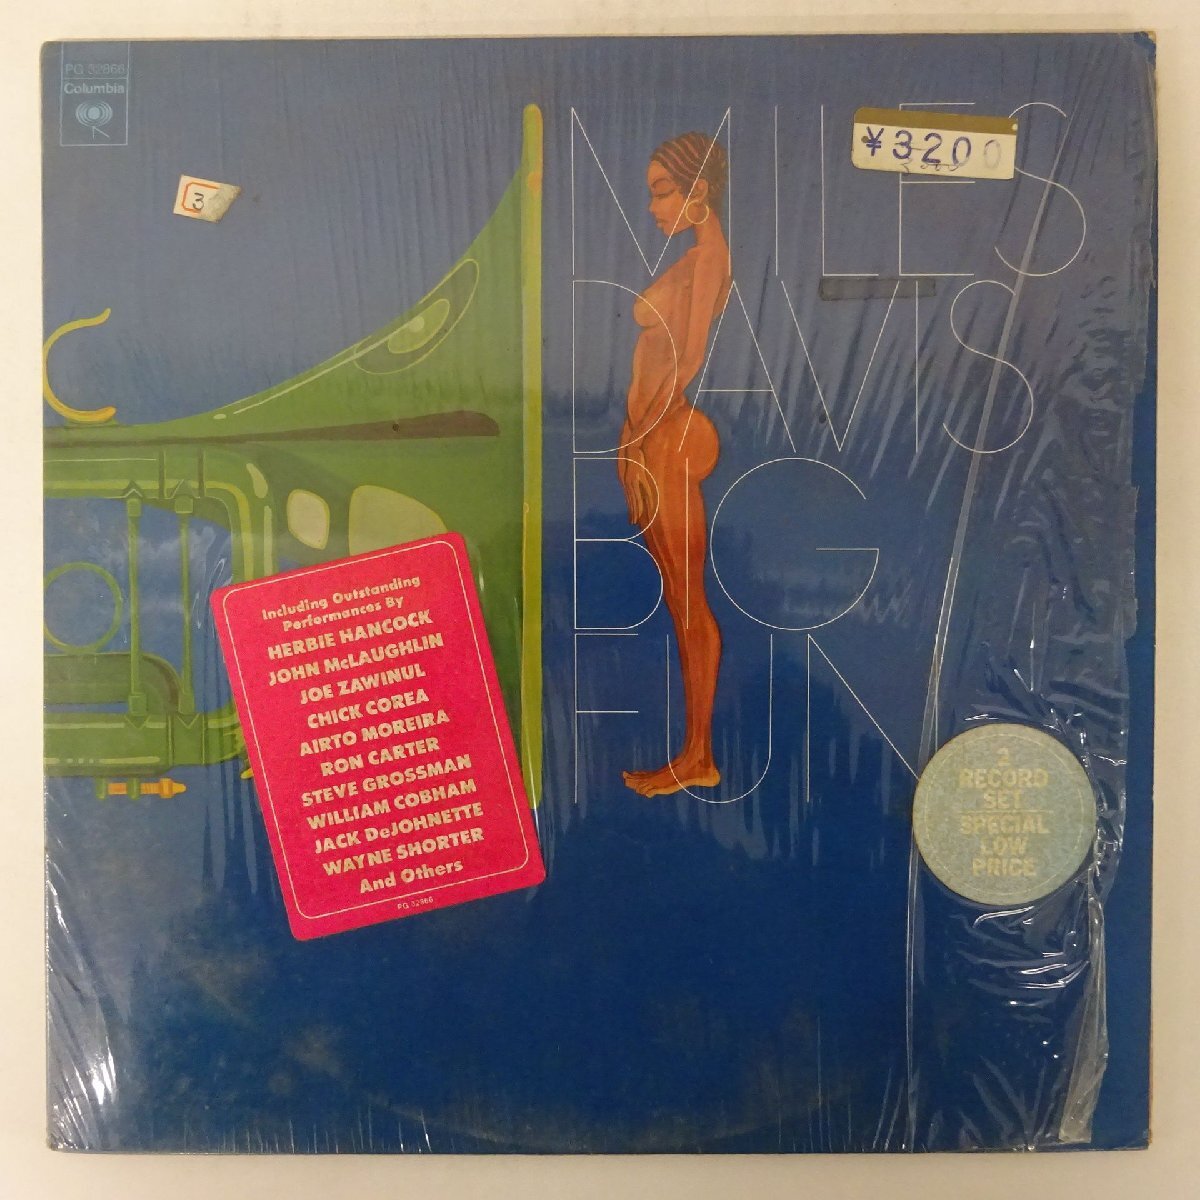 PG 32866
Columbia
3
¥3200
MILES
DAVIS
BIG
FUN
Including Outstanding
Performances By
HERBIE HANCOCK
JOHN McLAUGHLIN
JOE ZAWINUL
CHICK COREA
AIRTO MOREIRA
RON CARTER
STEVE GROSSMAN
WILLIAM COBHAM
JACK DeJOHNETTE
WAYNE SHORTER
And Others
PG 32866
2
RECORD
SET
SPECIAL
LOW
PRICE